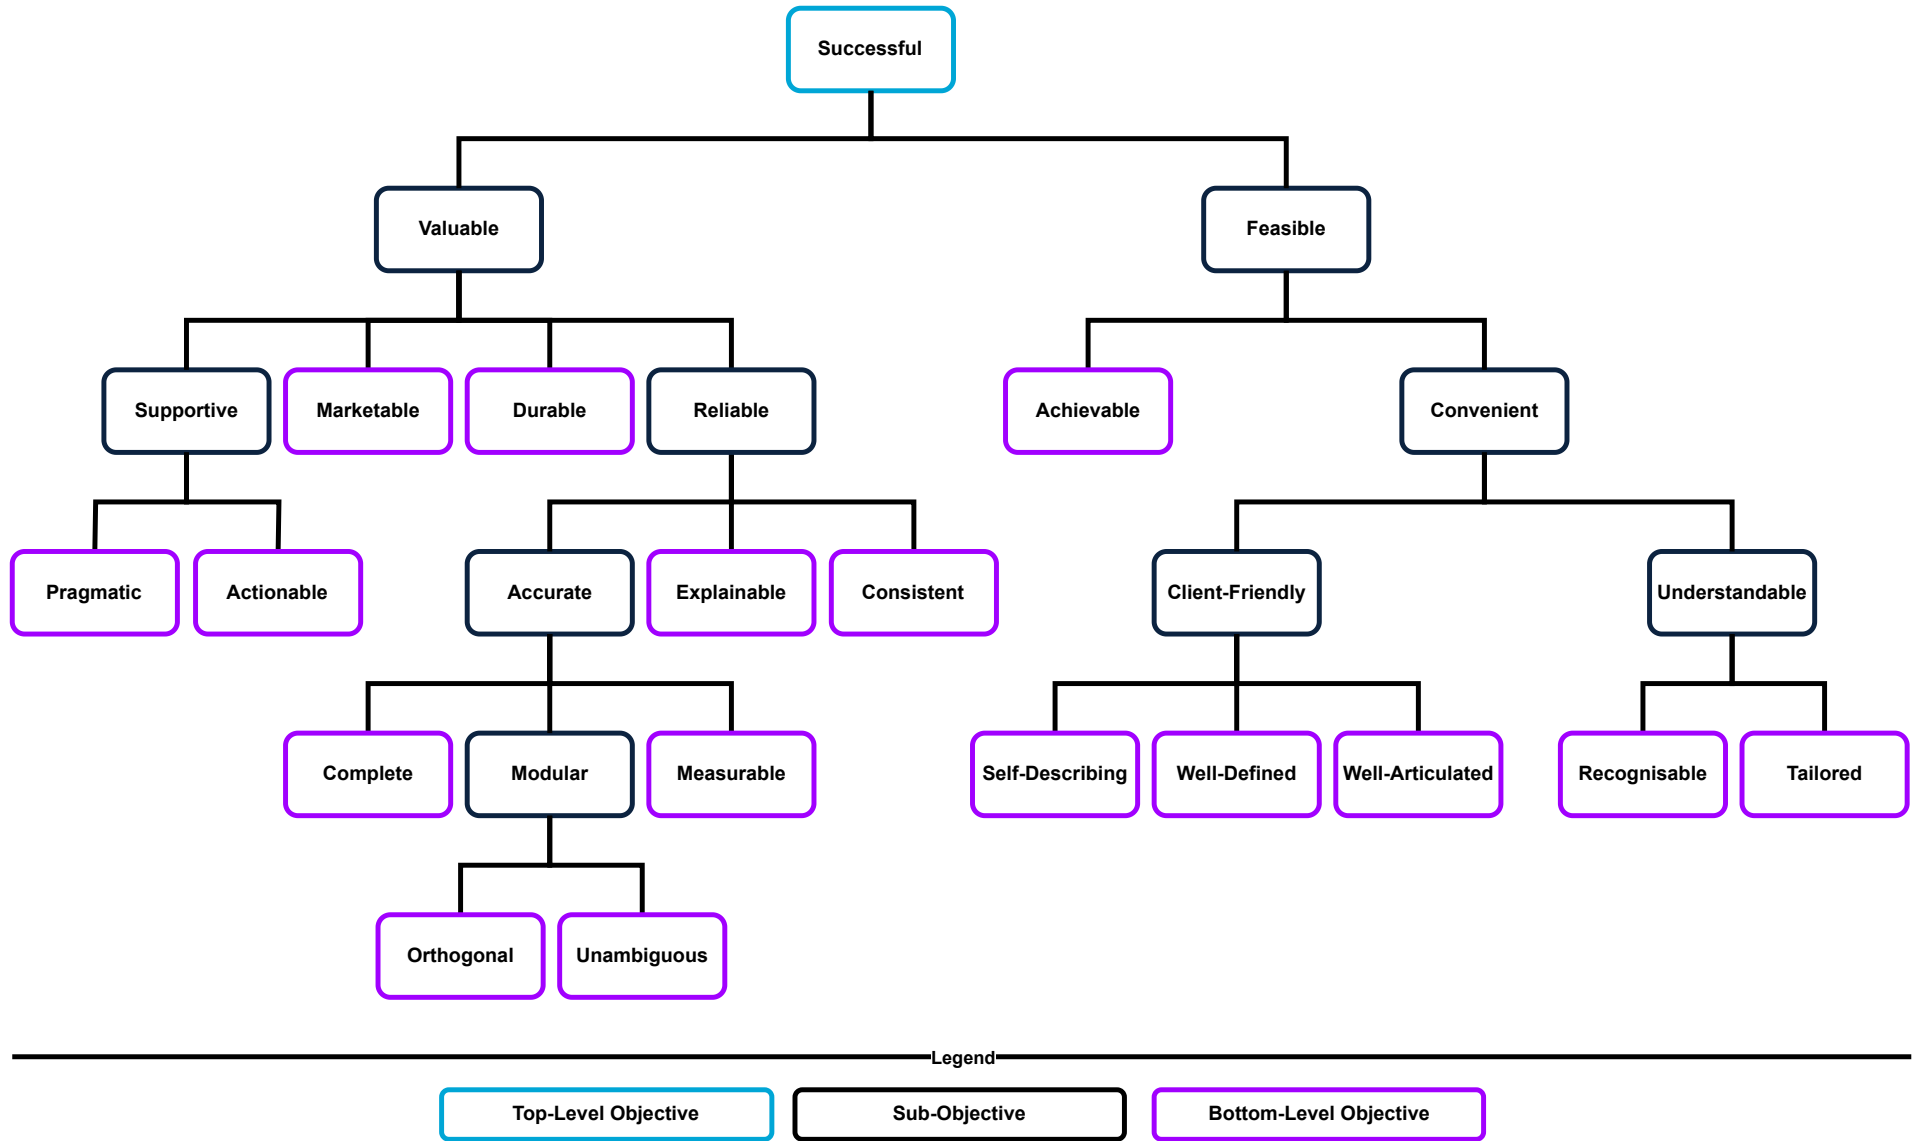 Successful
Valuable
Feasible
Supportive
Marketable
Durable
Reliable
Achievable
Convenient
Pragmatic
Actionable
Accurate
Explainable
Consistent
Client-Friendly
Understandable
Complete
Modular
Measurable
Self-Describing
Well-Defined
Well-Articulated
Recognisable
Tailored
Orthogonal
Unambiguous
Legend
Top-Level Objective
Sub-Objective
Bottom-Level Objective